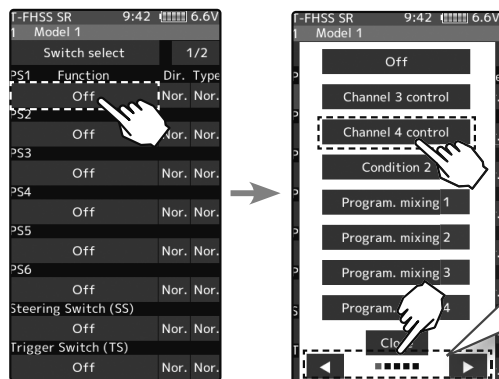 T-FHSS SR 9:42 6.6V
1 Model 1
Switch select 1/2
PS1 Function Dir. Type
Off Nor. Nor.
PS2
Off Nor. Nor.
PS3
Off Nor. Nor.
PS4
Off Nor. Nor.
PS5
Off Nor. Nor.
PS6
Off Nor. Nor.
Steering Switch (SS)
Off Nor. Nor.
Trigger Switch (TS)
Off Nor. Nor.
T-FHSS SR 9:42 6.6V
1 Model 1
Off
Channel 3 control
Channel 4 control
Condition 2
Program. mixing 1
Program. mixing 2
Program. mixing 3
Program. 4